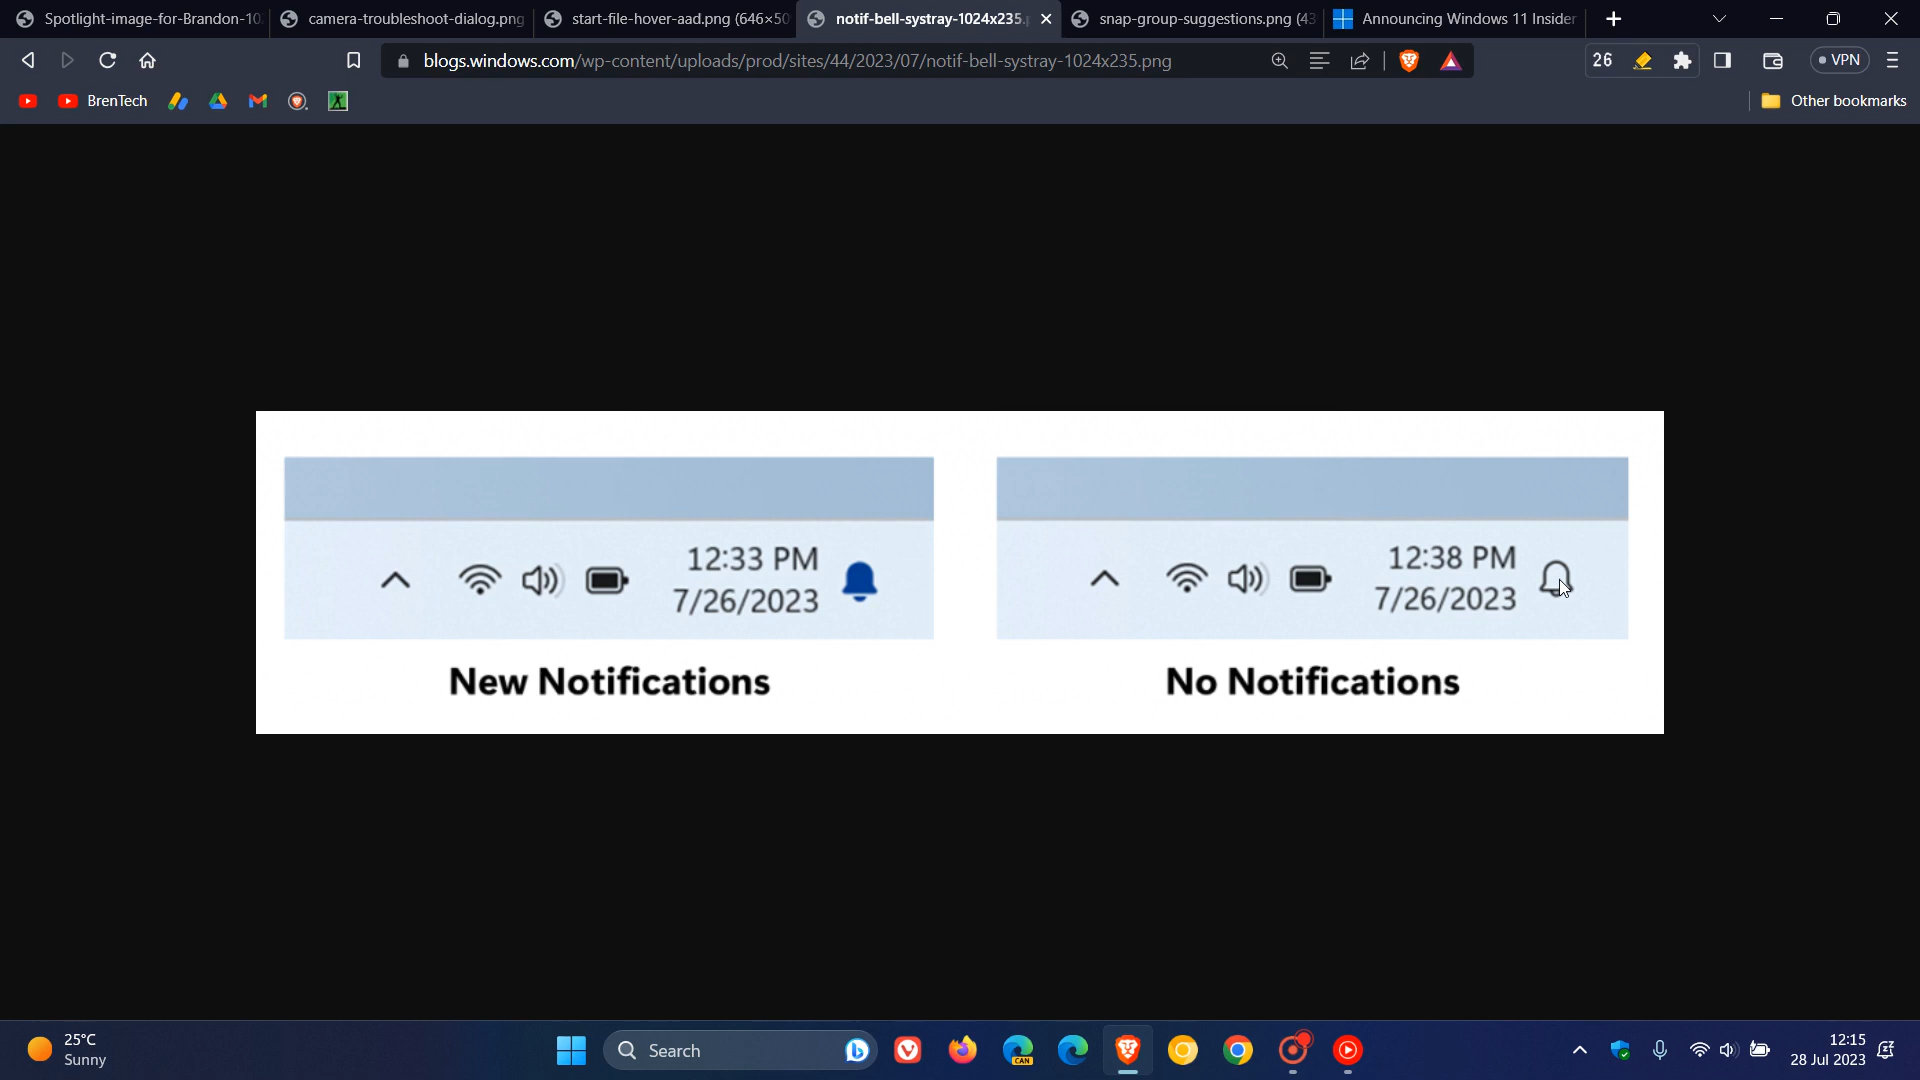 Spotlight-image-for-Brandon-10
camera-troubleshoot-dialog.png
start-file-hover-aad.png (646×50
notif-bell-systray-1024x235.
snap-group-suggestions.png (43
Announcing Windows 11 Insider
blogs.windows.com/wp-content/uploads/prod/sites/44/2023/07/notif-bell-systray-1024x235.png
26
VPN
BrenTech
Other bookmarks
12:33 PM
7/26/2023
New Notifications
12:38 PM
7/26/2023
No Notifications
25°C
Sunny
Search
CAN
12:15
28 Jul 2023